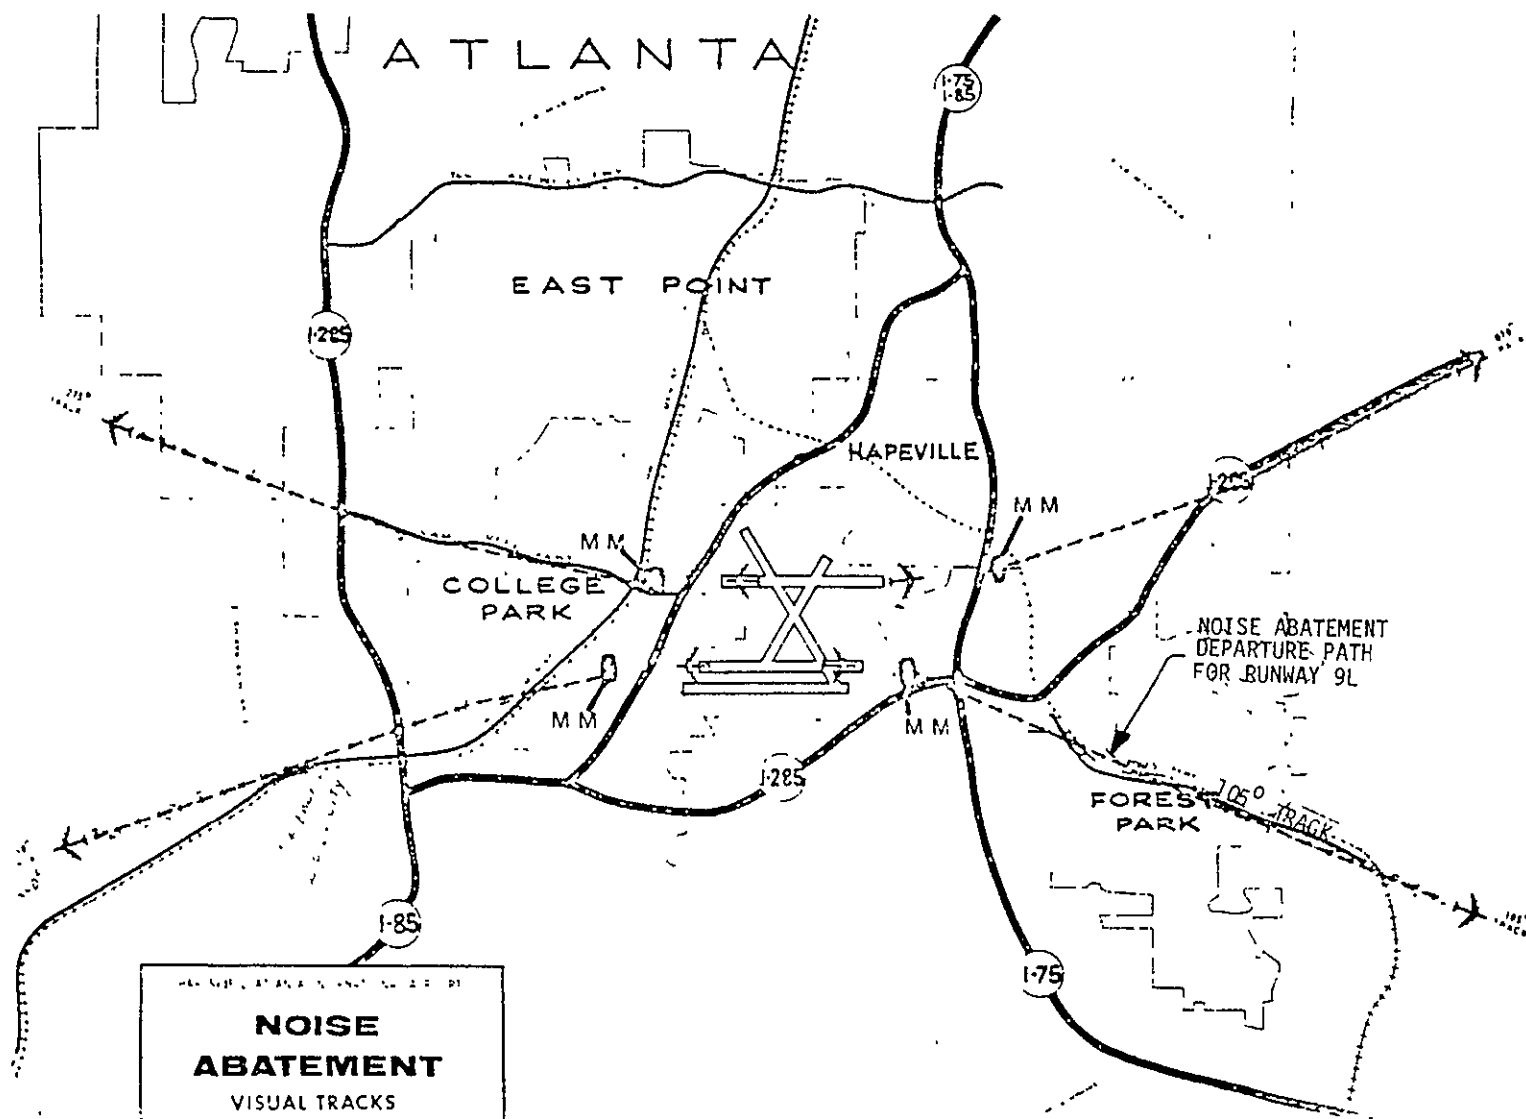 ATLANTA
I-75
I-85
EAST POINT
I-285
HAPEVILLE
I-285
MM
MM
COLLEGE
PARK
NOISE ABATEMENT
DEPARTURE PATH
FOR RUNWAY 9L
MM
MM
I-285
FOREST
PARK
105° TRACK
I-85
I-75
NOISE
ABATEMENT
VISUAL TRACKS